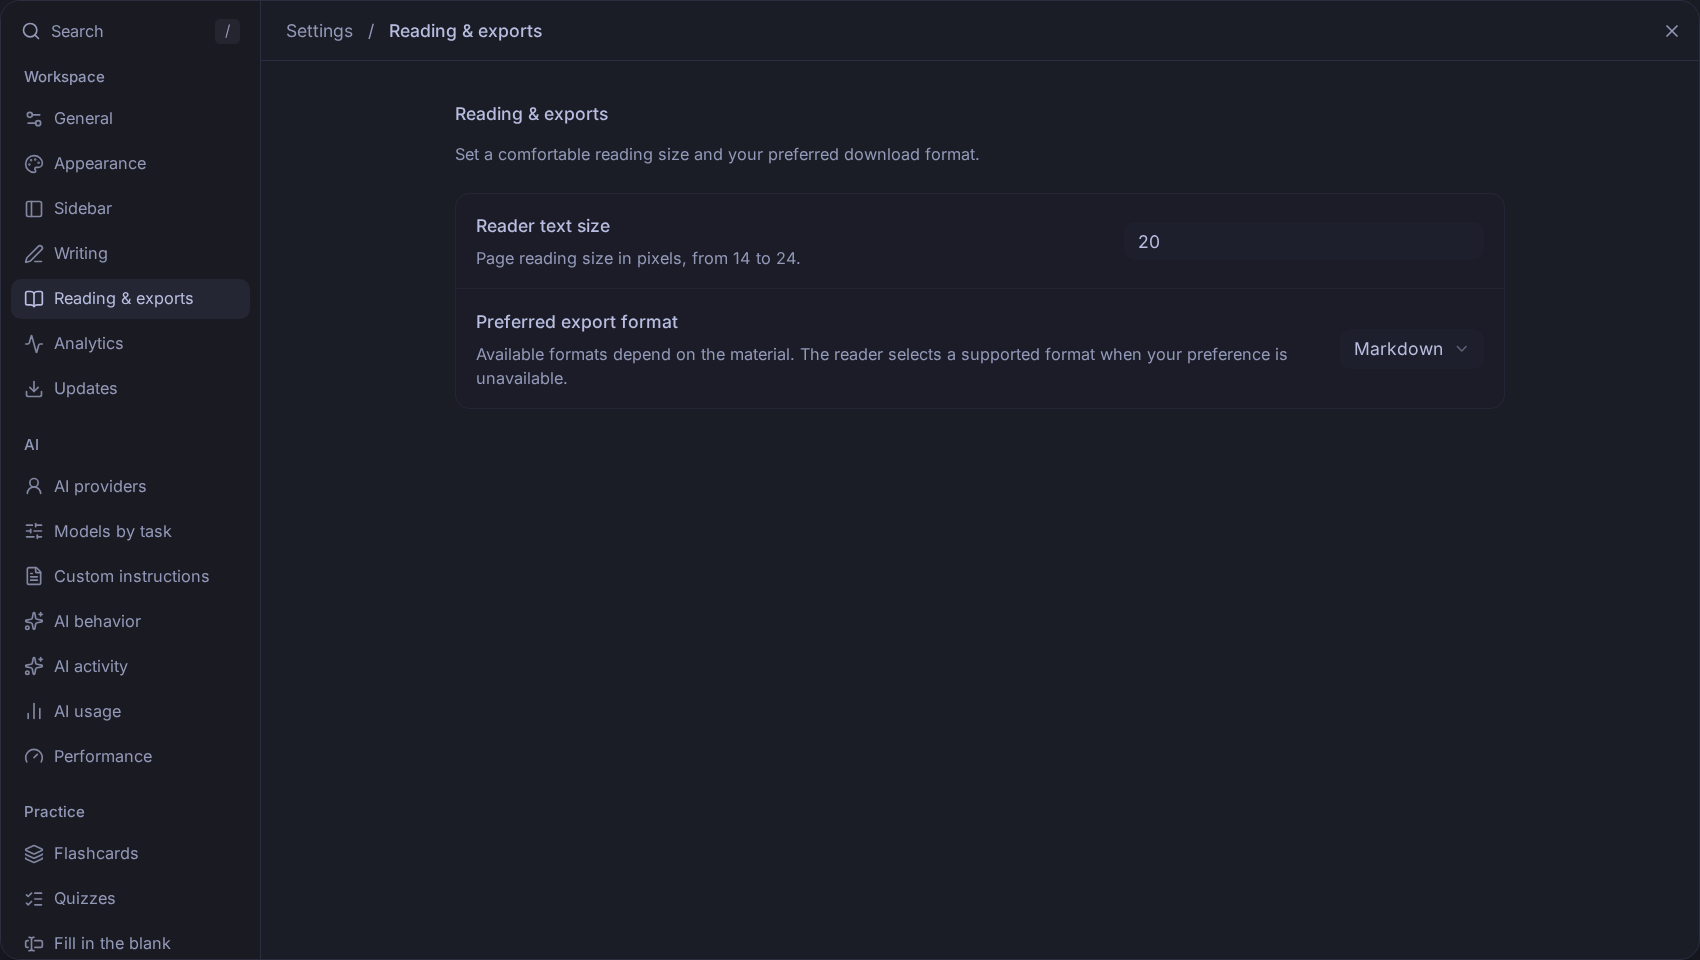 Search
/
Workspace
General
Appearance
Sidebar
Writing
Reading & exports
Analytics
Updates
AI
AI providers
Models by task
Custom instructions
AI behavior
AI activity
AI usage
Performance
Practice
Flashcards
Quizzes
Fill in the blank
Settings / Reading & exports
Reading & exports
Set a comfortable reading size and your preferred download format.
Reader text size
Page reading size in pixels, from 14 to 24.
20
Preferred export format
Available formats depend on the material. The reader selects a supported format when your preference is
unavailable.
Markdown